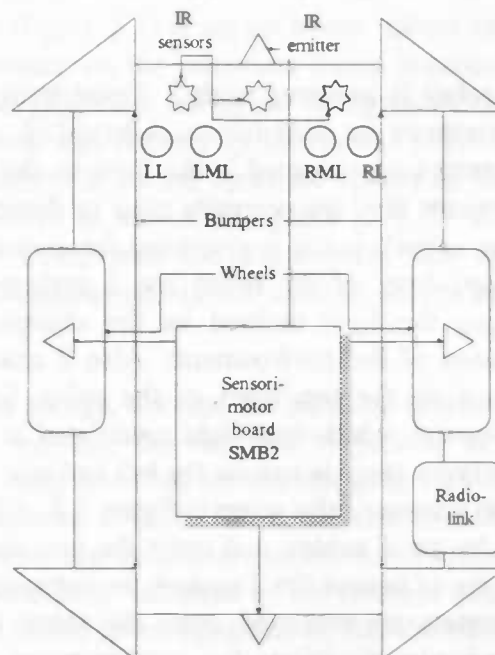 IR IR
sensors emitter
LL LML RML RL
Bumpers
Wheels
Sensori-
motor
board
SMB2
Radio-
link